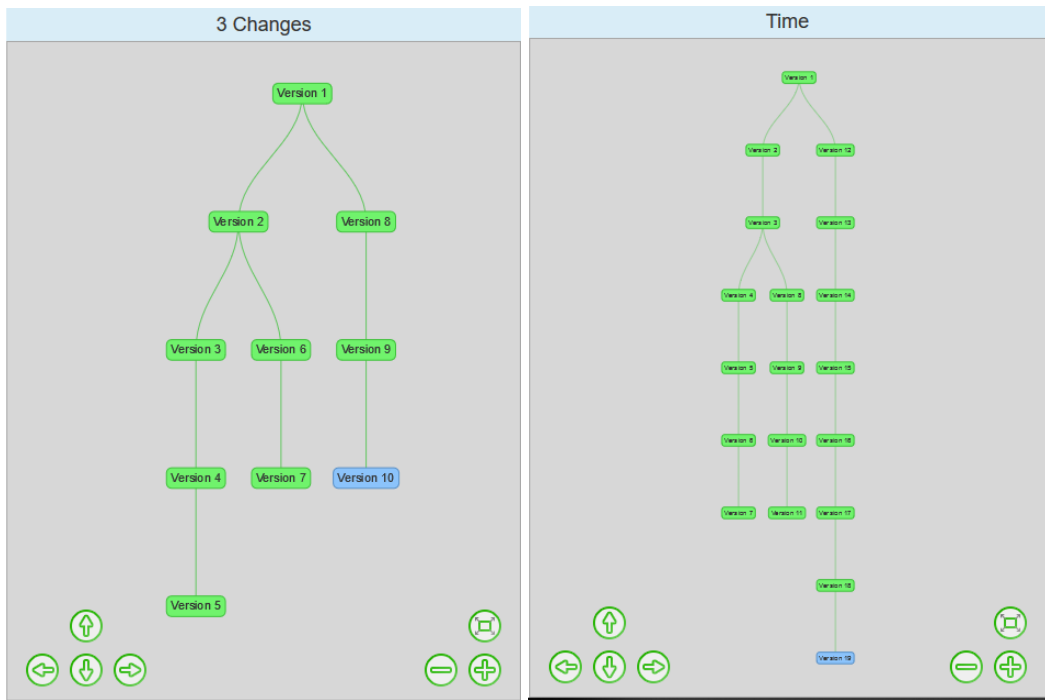 3 Changes
Version 1
Version 2
Version 8
Version 3
Version 6
Version 9
Version 4
Version 7
Version 10
Version 5
Time
Version 1
Version 2
Version 12
Version 3
Version 13
Version 4
Version 8
Version 14
Version 5
Version 9
Version 15
Version 6
Version 10
Version 16
Version 7
Version 11
Version 17
Version 18
Version 19